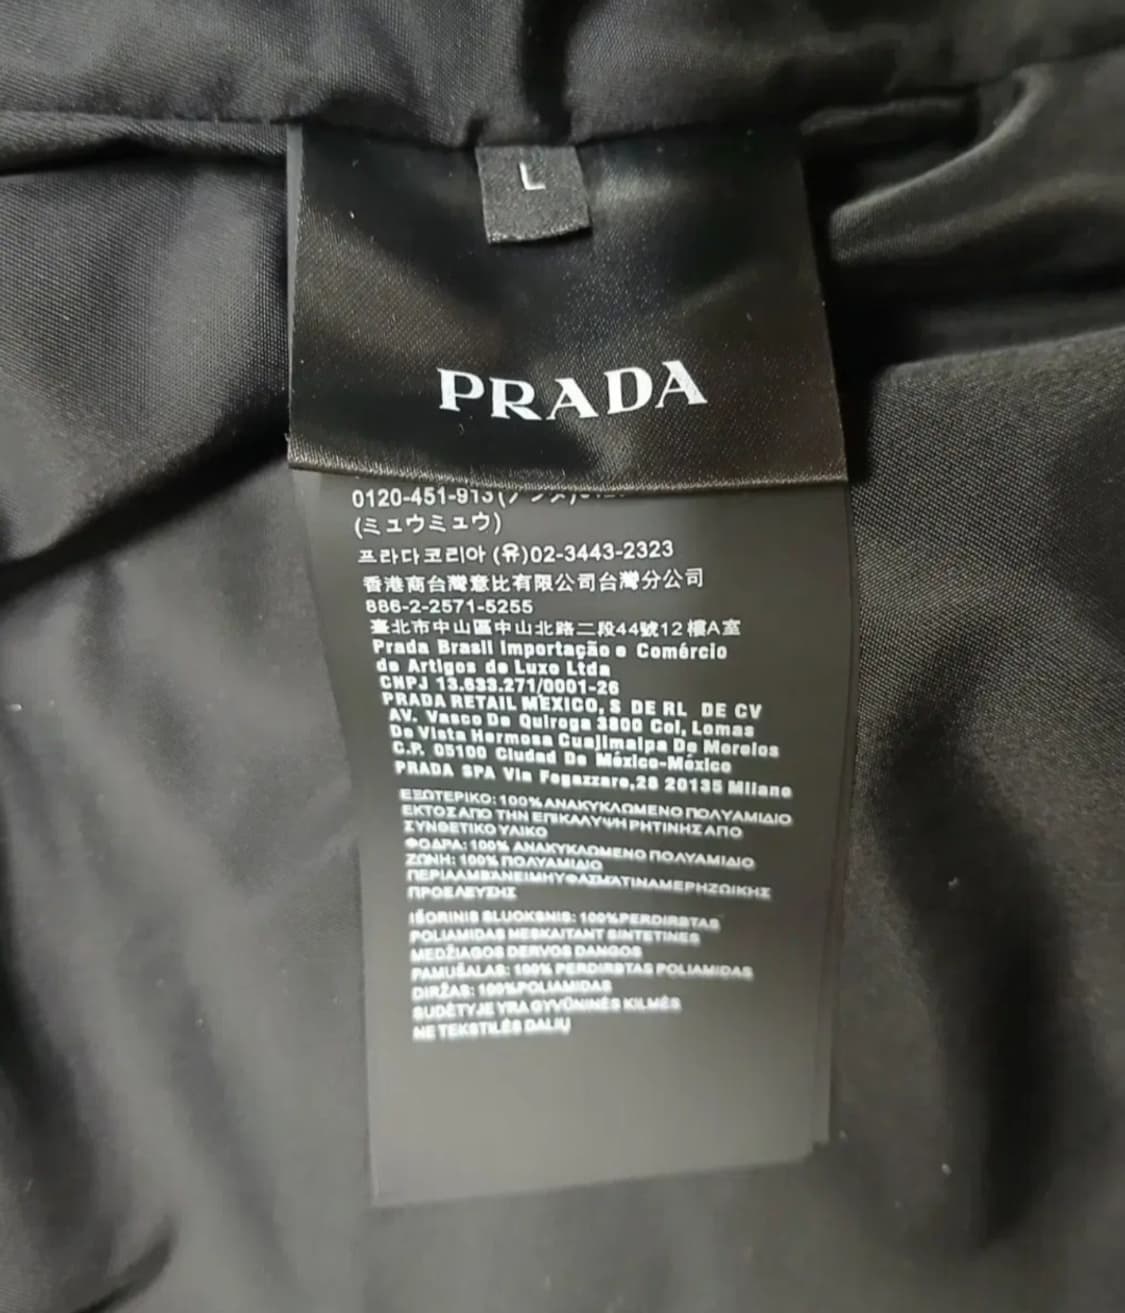 L
PRADA
0120-451-913
(ミュウミュウ)
프라다코리아 (유)02-3443-2323
香港商台灣意比有限公司台灣分公司
886-2-2571-5255
臺北市中山區中山北路二段44號12樓A室
Prada Brasil Importação e Comércio
de Artigos de Luxo Ltda
CNPJ 13.633.271/0001-26
PRADA RETAIL MEXICO, S DE RL DE CV
AV. Vasco De Quiroga 3800 Col, Lomas
De Vista Hermosa Cuajimalpa De Morelos
C.P. 05100 Ciudad De México-México
PRADA SPA Via Fogazzaro,28 20135 Milano
ΕΞΩΤΕΡΙΚΟ: 100% ΑΝΑΚΥΚΛΩΜΕΝΟ ΠΟΛΥΑΜΙΔΙΟ
ΕΚΤΟΣ ΑΠΟ ΤΗΝ ΕΠΙΚΑΛΥΨΗ ΡΗΤΙΝΗΣ ΑΠΟ
ΣΥΝΘΕΤΙΚΟ ΥΛΙΚΟ
ΦΟΔΡΑ: 100% ΑΝΑΚΥΚΛΩΜΕΝΟ ΠΟΛΥΑΜΙΔΙΟ
ΖΩΝΗ: 100% ΠΟΛΥΑΜΙΔΙΟ
ΠΕΡΙΛΑΜΒΑΝΕΙΜΗΥΦΑΣΜΑΤΙΝΑΜΕΡΗΖΩΙΚΗΣ
ΠΡΟΕΛΕΥΣΗΣ
IŠORINIS SLUOKSNIS: 100%PERDIRBTAS
POLIAMIDAS NESKAITANT SINTETINĖS
MEDŽIAGOS DERVOS DANGOS
PAMUŠALAS: 100% PERDIRBTAS POLIAMIDAS
DIRŽAS: 100%POLIAMIDAS
SUDĖTYJE YRA GYVŪNINĖS KILMĖS
NE TEKSTILĖS DALIŲ